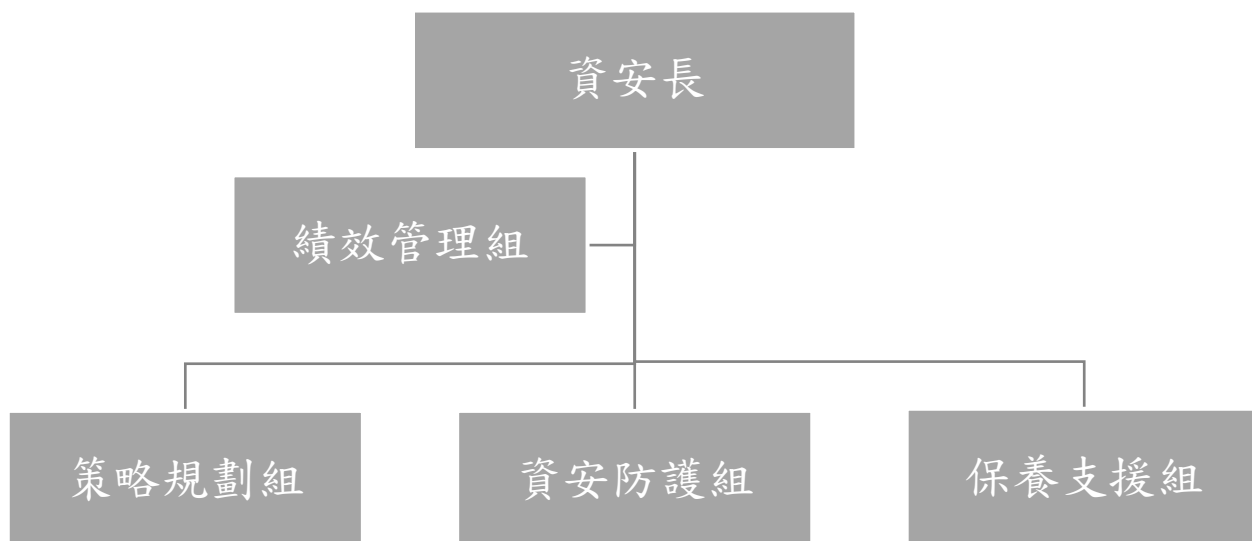 資安長
績效管理組
策略規劃組
資安防護組
保養支援組